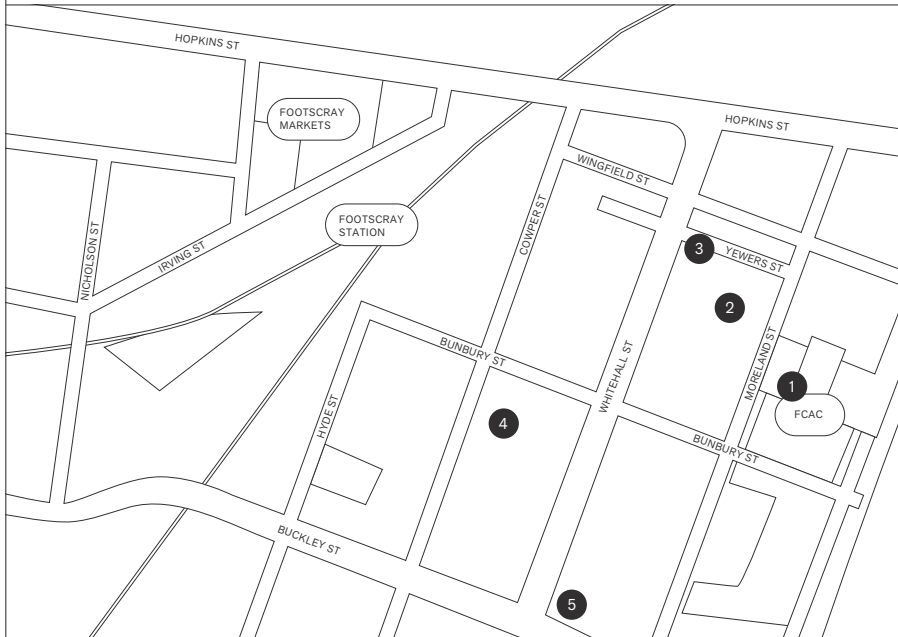 HOPKINS ST
FOOTSCRAY
MARKETS
HOPKINS ST
WINGFIELD ST
FOOTSCRAY
STATION
COWPER ST
NICHOLSON ST
IRVING ST
3
YEWERS ST
2
BUNBURY ST
WHITEHALL ST
MORELAND ST
1
FCAC
HYDE ST
4
BUNBURY ST
BUCKLEY ST
5